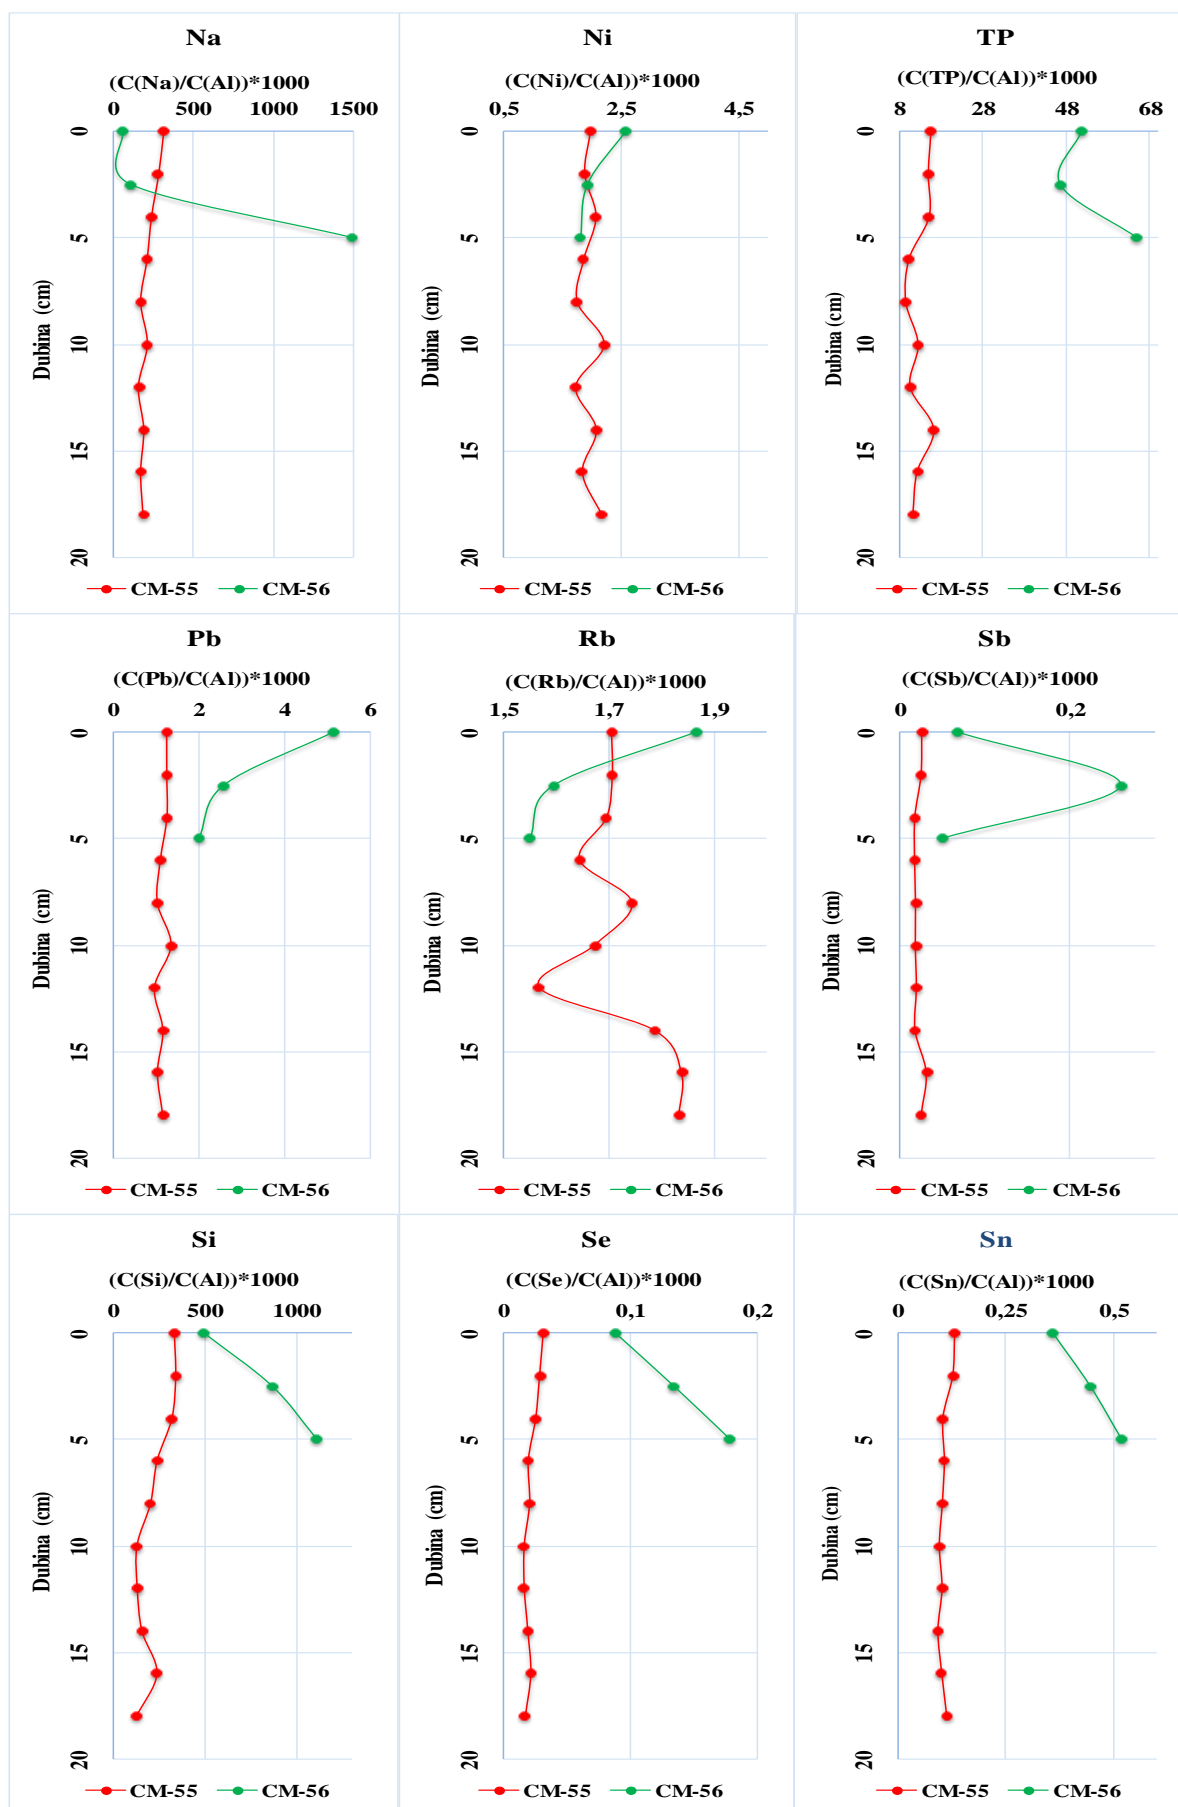 Na
(C(Na)/C(Al))*1000
0 500 1000 1500
0
5
10
15
20
Dubina (cm)
CM-55 CM-56
Ni
(C(Ni)/C(Al))*1000
0,5 2,5 4,5
0
5
10
15
20
Dubina (cm)
CM-55 CM-56
TP
(C(TP)/C(Al))*1000
8 28 48 68
0
5
10
15
20
Dubina (cm)
CM-55 CM-56
Pb
(C(Pb)/C(Al))*1000
0 2 4 6
0
5
10
15
20
Dubina (cm)
CM-55 CM-56
Rb
(C(Rb)/C(Al))*1000
1,5 1,7 1,9
0
5
10
15
20
Dubina (cm)
CM-55 CM-56
Sb
(C(Sb)/C(Al))*1000
0 0,2
0
5
10
15
20
Dubina (cm)
CM-55 CM-56
Si
(C(Si)/C(Al))*1000
0 500 1000
0
5
10
15
20
Dubina (cm)
CM-55 CM-56
Se
(C(Se)/C(Al))*1000
0 0,1 0,2
0
5
10
15
20
Dubina (cm)
CM-55 CM-56
Sn
(C(Sn)/C(Al))*1000
0 0,25 0,5
0
5
10
15
20
Dubina (cm)
CM-55 CM-56